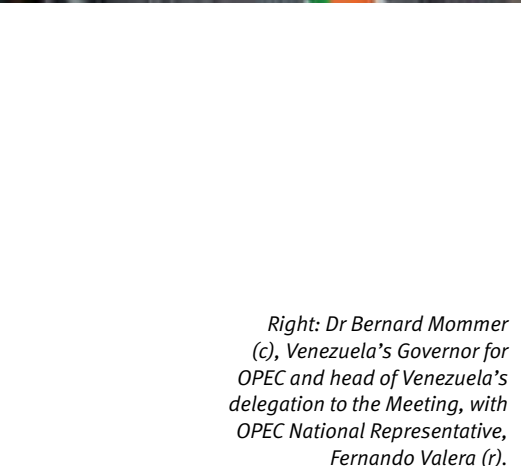 Right: Dr Bernard Mommer
(c), Venezuela’s Governor for
OPEC and head of Venezuela’s
delegation to the Meeting, with
OPEC National Representative,
Fernando Valera (r).